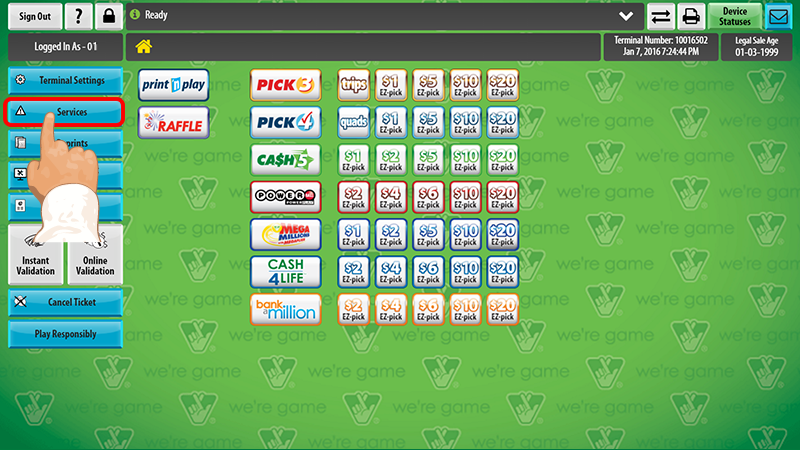 Sign Out
?
Ready
Device
Statuses
Logged In As - 01
Terminal Number: 10016502
Jan 7, 2016 7:24:44 PM
Legal Sale Age
01-03-1999
Terminal Settings
Services
Instant
Validation
Online
Validation
Cancel Ticket
Play Responsibly
print 'n play
RAFFLE
PICK 3 trips $1 EZ-pick $5 EZ-pick $10 EZ-pick $20 EZ-pick
PICK 4 quads $1 EZ-pick $5 EZ-pick $10 EZ-pick $20 EZ-pick
CA$H 5 $1 EZ-pick $2 EZ-pick $5 EZ-pick $10 EZ-pick $20 EZ-pick
POWERBALL $2 EZ-pick $4 EZ-pick $6 EZ-pick $10 EZ-pick $20 EZ-pick
MEGA MILLIONS $1 EZ-pick $2 EZ-pick $5 EZ-pick $10 EZ-pick $20 EZ-pick
CASH 4 LIFE $2 EZ-pick $4 EZ-pick $6 EZ-pick $10 EZ-pick $20 EZ-pick
bank a million $2 EZ-pick $4 EZ-pick $6 EZ-pick $10 EZ-pick $20 EZ-pick
we're game